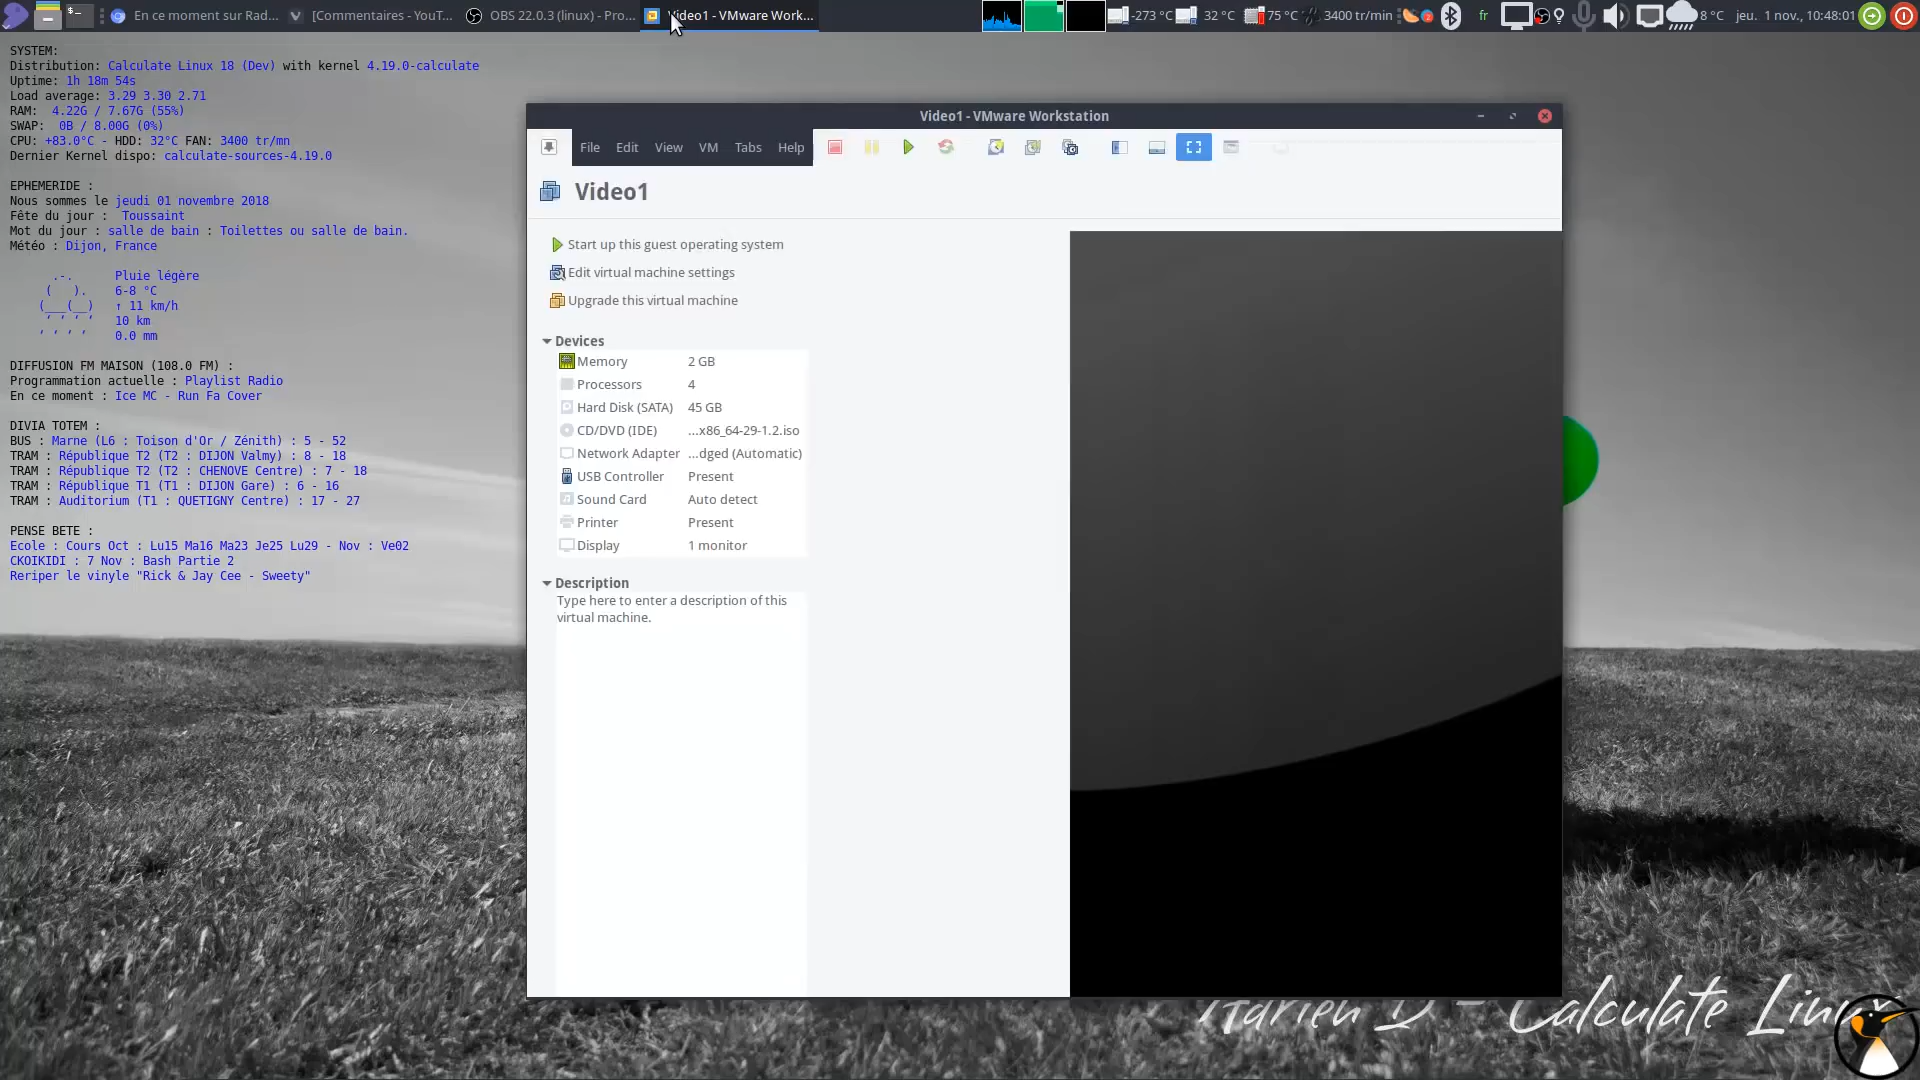 En ce moment sur Rad...
[Commentaires - YouT...
OBS 22.0.3 (linux) - Pro...
Video1 - VMware Work...
-273 °C
32 °C
75 °C
3400 tr/min
fr
8 °C
jeu. 1 nov., 10:48:01
SYSTEM:
Distribution: Calculate Linux 18 (Dev) with kernel 4.19.0-calculate
Uptime: 1h 18m 54s
Load average: 3.29 3.30 2.71
RAM: 4.22G / 7.67G (55%)
SWAP: 0B / 8.00G (0%)
CPU: +83.0°C - HDD: 32°C FAN: 3400 tr/mn
Dernier Kernel dispo: calculate-sources-4.19.0
EPHEMERIDE :
Nous sommes le jeudi 01 novembre 2018
Fête du jour : Toussaint
Mot du jour : salle de bain : Toilettes ou salle de bain.
Météo : Dijon, France
Pluie légère
6-8 °C
↑ 11 km/h
10 km
0.0 mm
DIFFUSION FM MAISON (108.0 FM) :
Programmation actuelle : Playlist Radio
En ce moment : Ice MC - Run Fa Cover
DIVIA TOTEM :
BUS : Marne (L6 : Toison d'Or / Zénith) : 5 - 52
TRAM : République T2 (T2 : DIJON Valmy) : 8 - 18
TRAM : République T2 (T2 : CHENOVE Centre) : 7 - 18
TRAM : République T1 (T1 : DIJON Gare) : 6 - 16
TRAM : Auditorium (T1 : QUETIGNY Centre) : 17 - 27
PENSE BETE :
Ecole : Cours Oct : Lu15 Ma16 Ma23 Je25 Lu29 - Nov : Ve02
CKOIKIDI : 7 Nov : Bash Partie 2
Reriper le vinyle "Rick & Jay Cee - Sweety"
Video1 - VMware Workstation
File Edit View VM Tabs Help
Video1
Start up this guest operating system
Edit virtual machine settings
Upgrade this virtual machine
Devices
Memory 2 GB
Processors 4
Hard Disk (SATA) 45 GB
CD/DVD (IDE) ...x86_64-29-1.2.iso
Network Adapter ...dged (Automatic)
USB Controller Present
Sound Card Auto detect
Printer Present
Display 1 monitor
Description
Type here to enter a description of this
virtual machine.
Adrien D - Calculate Linux